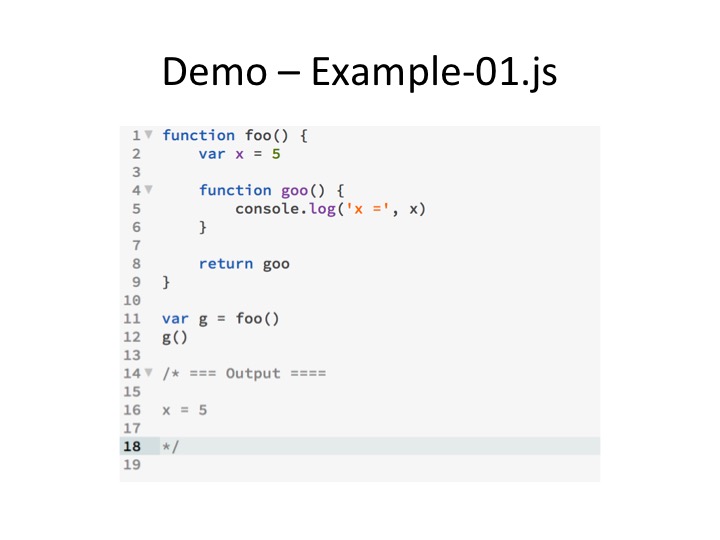 Demo – Example-01.js
1 function foo() {
2     var x = 5
3
4     function goo() {
5         console.log('x =', x)
6     }
7
8     return goo
9 }
10
11 var g = foo()
12 g()
13
14 /* === Output ====
15
16 x = 5
17
18 */
19